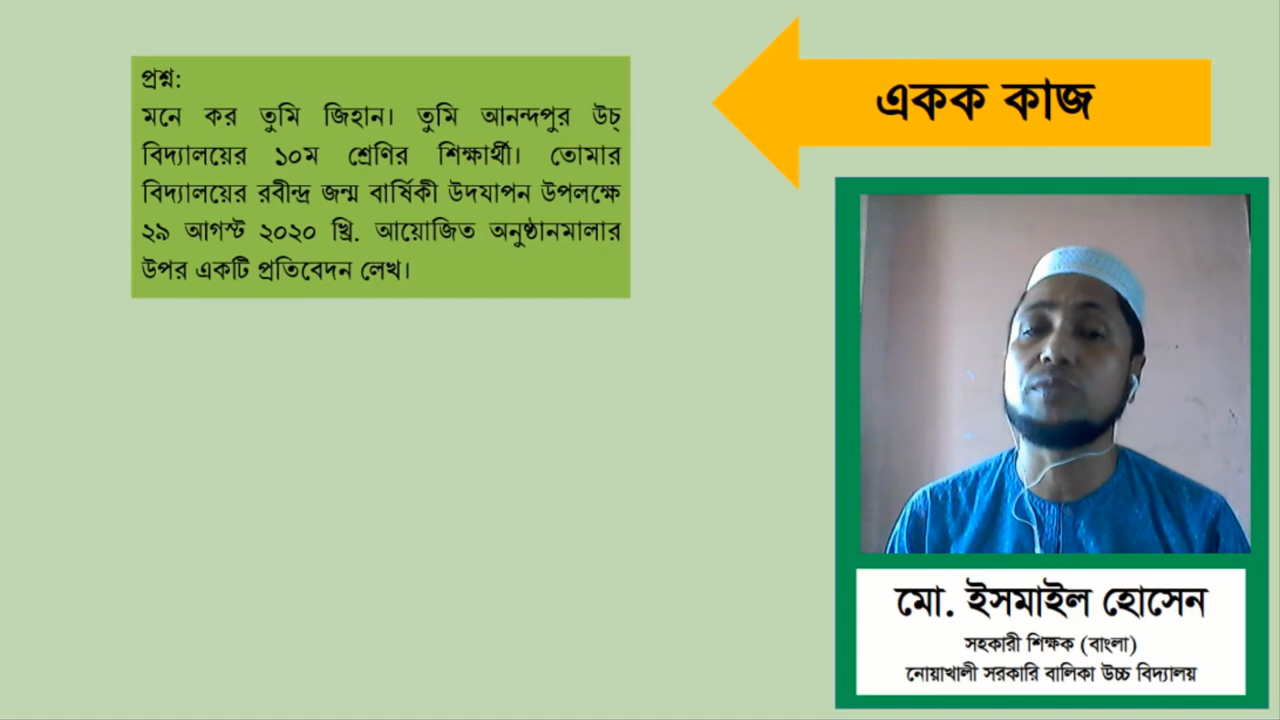 প্রশ্ন:
মনে কর তুমি জিহান। তুমি আনন্দপুর উচ্
বিদ্যালয়ের ১০ম শ্রেণির শিক্ষার্থী। তোমার
বিদ্যালয়ের রবীন্দ্র জন্ম বার্ষিকী উদযাপন উপলক্ষে
২৯ আগস্ট ২০২০ খ্রি. আয়োজিত অনুষ্ঠানমালার
উপর একটি প্রতিবেদন লেখ।
একক কাজ
মো. ইসমাইল হোসেন
সহকারী শিক্ষক (বাংলা)
নোয়াখালী সরকারি বালিকা উচ্চ বিদ্যালয়